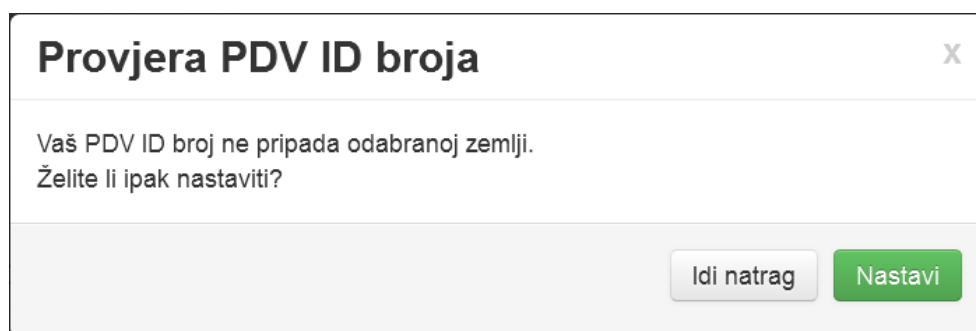 Provjera PDV ID broja
x
Vaš PDV ID broj ne pripada odabranoj zemlji.
Želite li ipak nastaviti?
Idi natrag
Nastavi